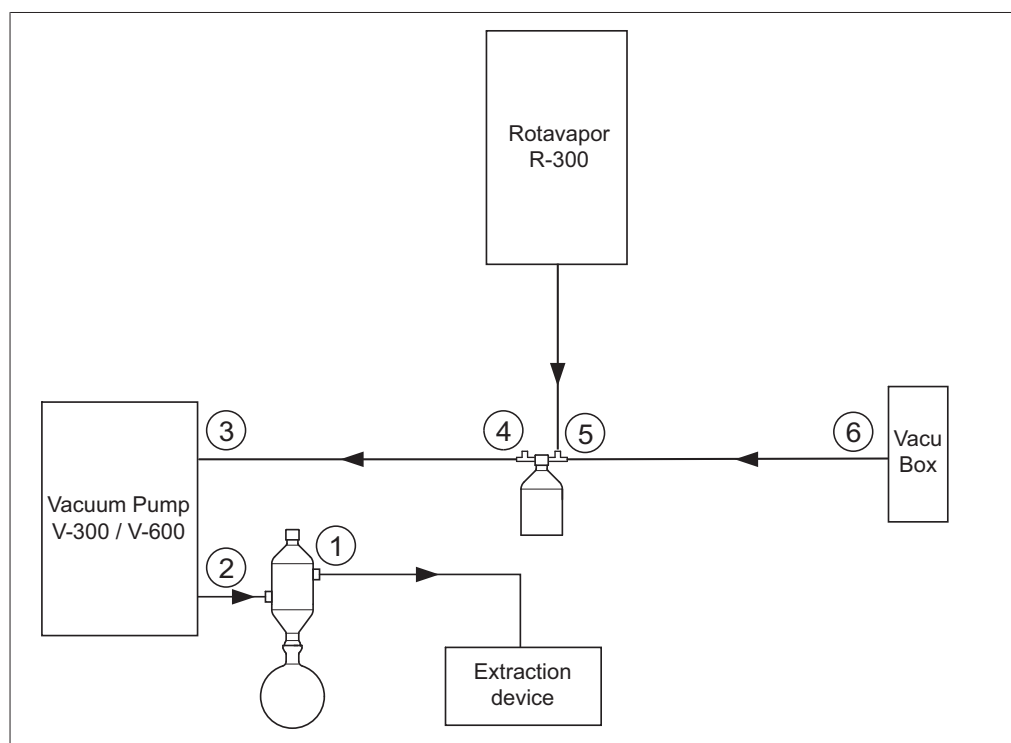 Rotavapor
R-300
3
4
5
6
Vacu
Box
Vacuum Pump
V-300 / V-600
2
1
Extraction
device